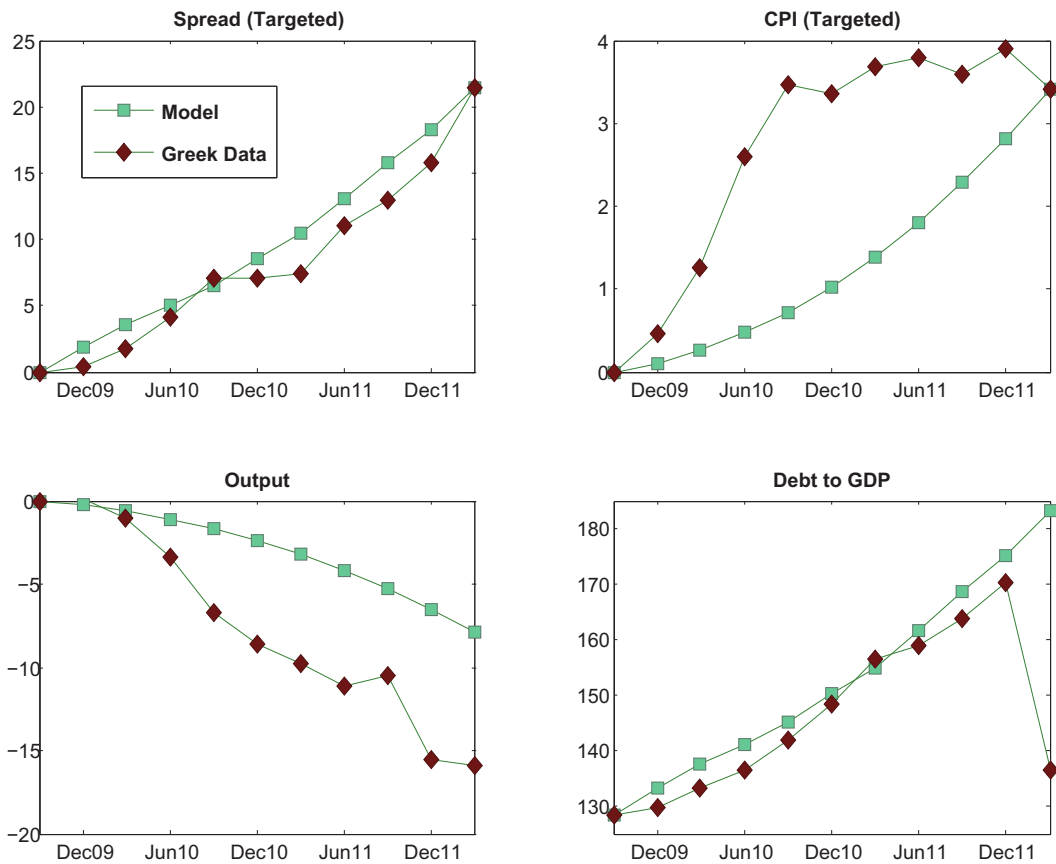 Spread (Targeted)
25
20
15
10
5
0
Model
Greek Data
Dec09 Jun10 Dec10 Jun11 Dec11
CPI (Targeted)
4
3
2
1
0
Dec09 Jun10 Dec10 Jun11 Dec11
Output
0
−5
−10
−15
−20
Dec09 Jun10 Dec10 Jun11 Dec11
Debt to GDP
180
170
160
150
140
130
Dec09 Jun10 Dec10 Jun11 Dec11